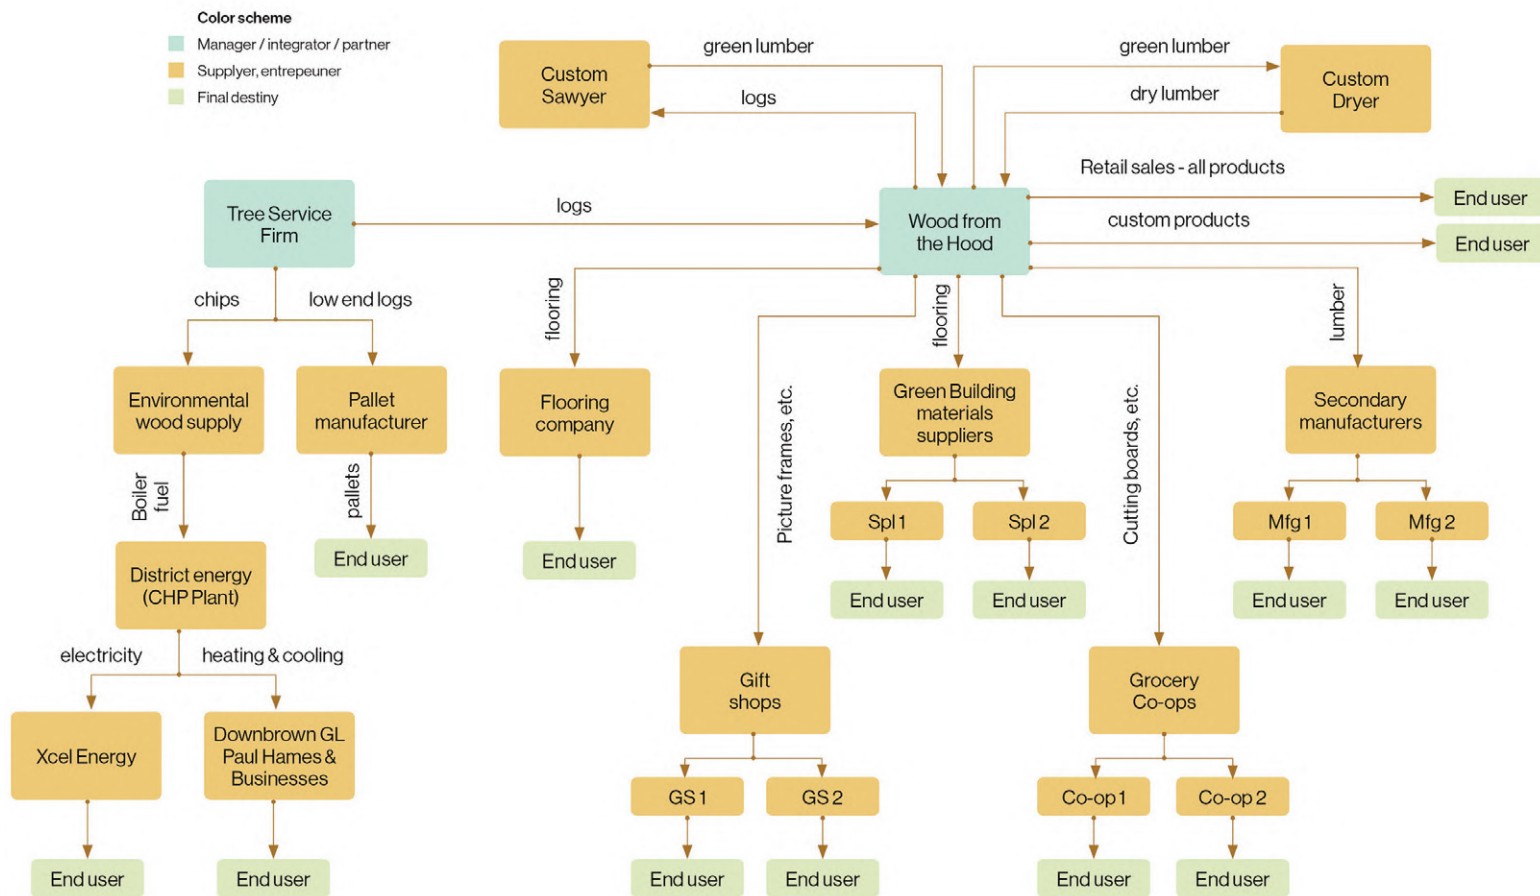 Color scheme
Manager / integrator / partner
Supplyer, entrepeuner
Final destiny
green lumber
Custom
Sawyer
logs
green lumber
Custom
Dryer
dry lumber
Retail sales - all products
End user
custom products
End user
Tree Service
Firm
logs
Wood from
the Hood
chips
low end logs
flooring
flooring
lumber
Environmental
wood supply
Pallet
manufacturer
Flooring
company
Picture frames, etc.
Green Building
materials
suppliers
Cutting boards, etc.
Secondary
manufacturers
Boiler
fuel
pallets
Spl 1
Spl 2
Mfg 1
Mfg 2
End user
End user
District energy
(CHP Plant)
End user
End user
End user
End user
electricity
heating & cooling
Gift
shops
Grocery
Co-ops
Xcel Energy
Downbrown GL
Paul Hames &
Businesses
GS 1
GS 2
Co-op 1
Co-op 2
End user
End user
End user
End user
End user
End user